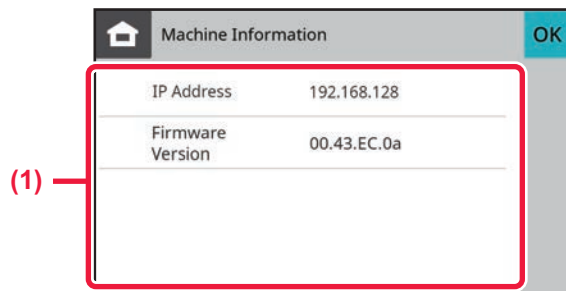 Machine Information
OK
IP Address 192.168.128
Firmware
Version 00.43.EC.0a
(1)